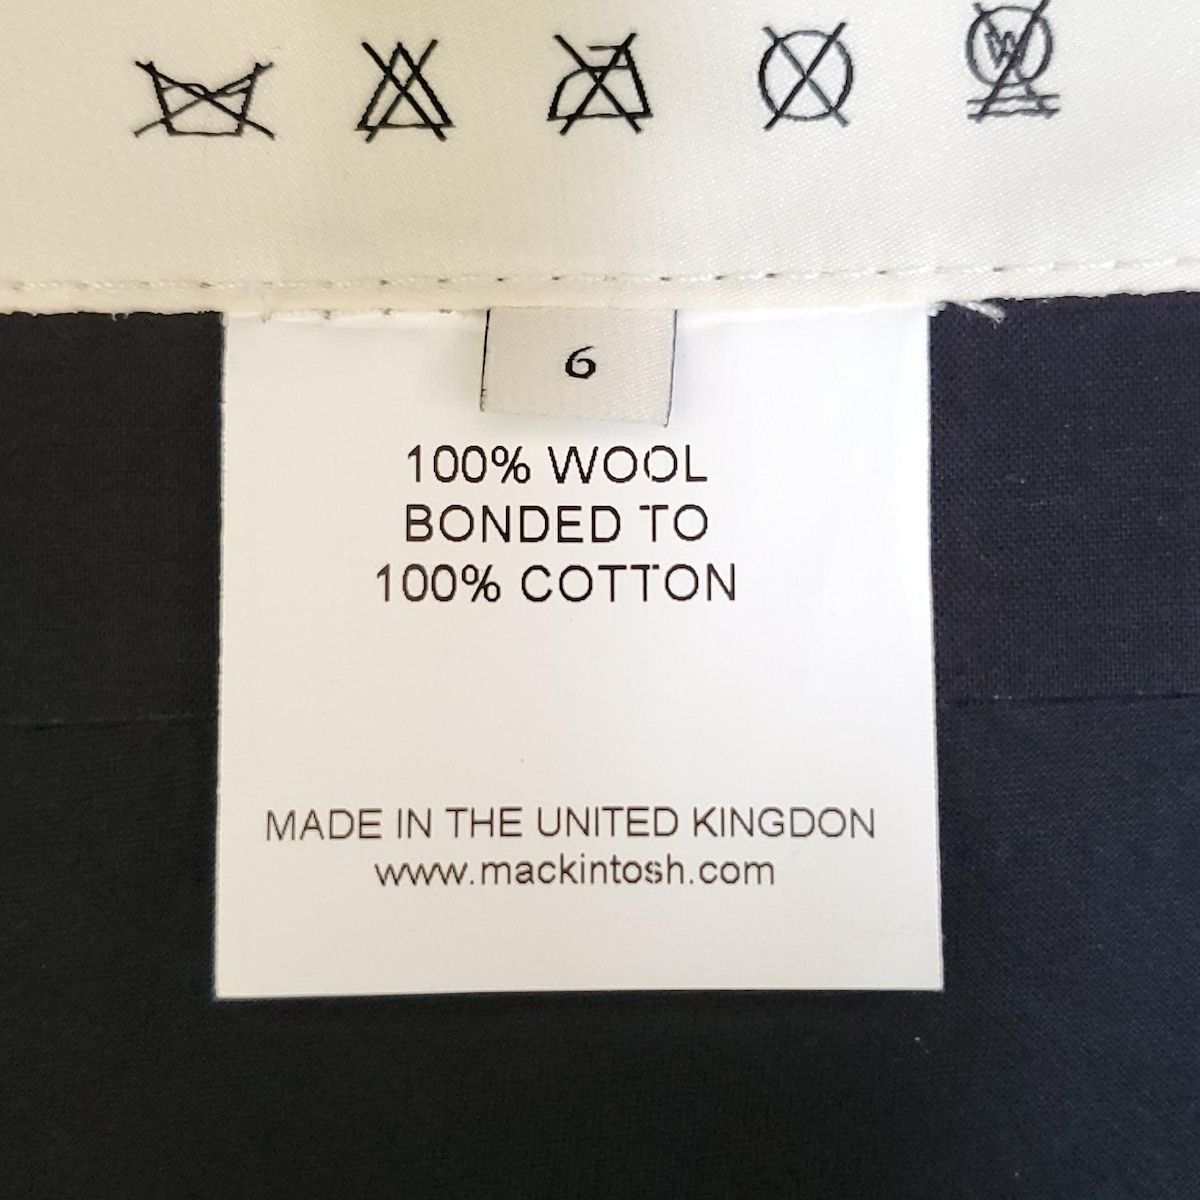 W
6
100% WOOL
BONDED TO
100% COTTON
MADE IN THE UNITED KINGDON
www.mackintosh.com